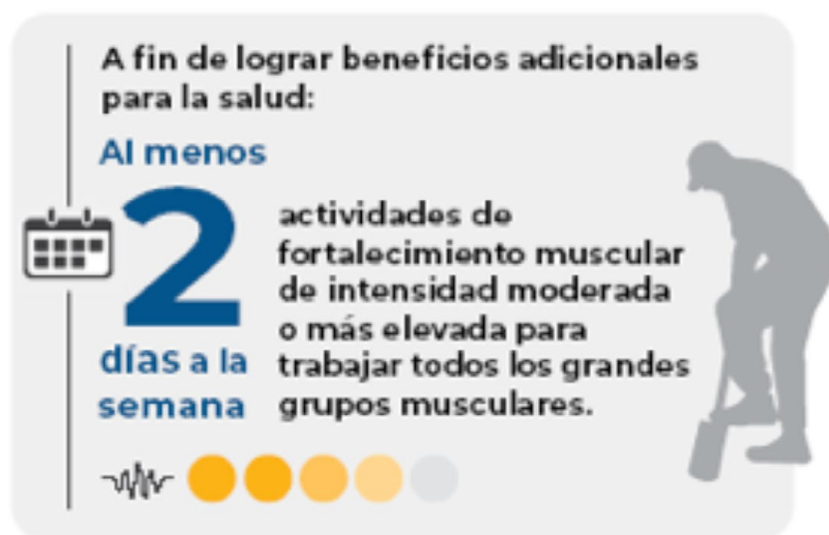 A fin de lograr beneficios adicionales
para la salud:
Al menos
2
días a la
semana
actividades de
fortalecimiento muscular
de intensidad moderada
o más elevada para
trabajar todos los grandes
grupos musculares.